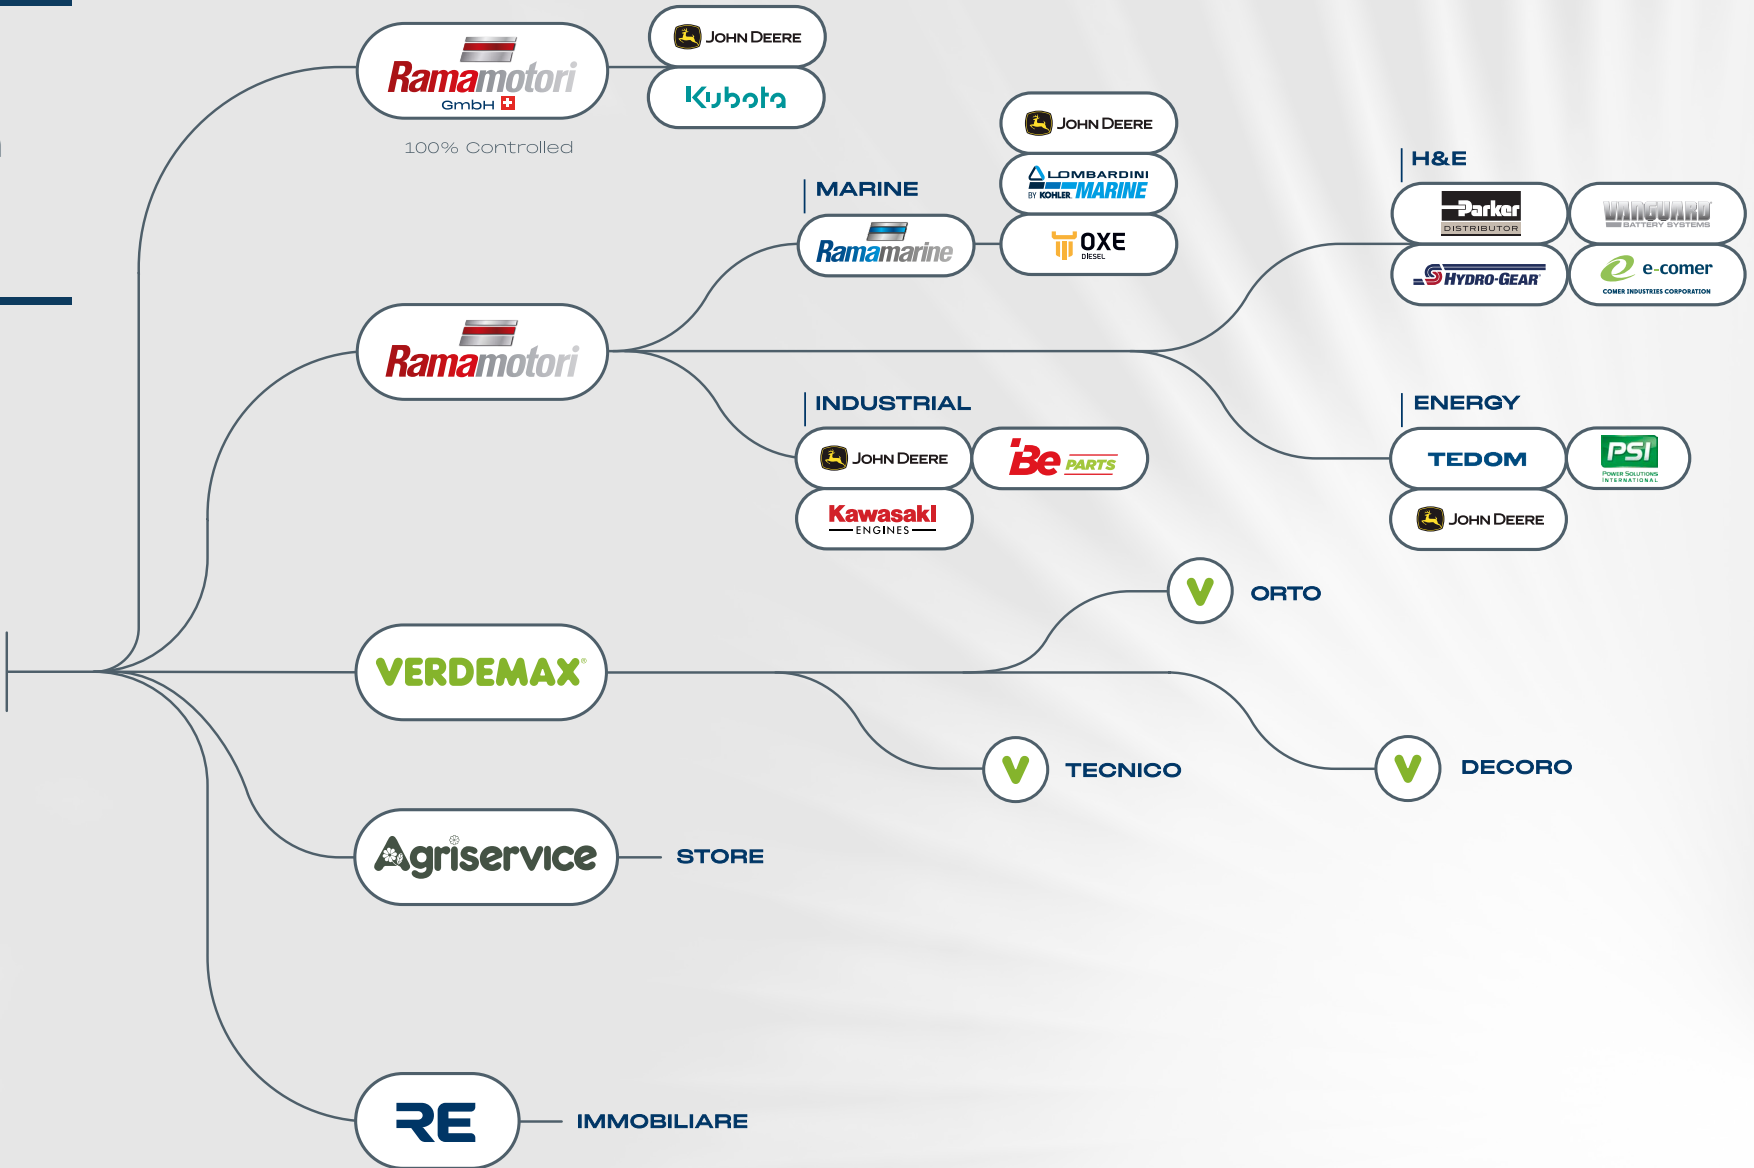 Ramamotori
GmbH
100% Controlled
JOHN DEERE
Kubota
MARINE
Ramamarine
JOHN DEERE
LOMBARDINI
BY KOHLER. MARINE
OXE
DIESEL
H&E
Parker
DISTRIBUTOR
VANGUARD
BATTERY SYSTEMS
HYDRO-GEAR
e-comer
COMER INDUSTRIES CORPORATION
Ramamotori
INDUSTRIAL
JOHN DEERE
iBe PARTS
Kawasaki
ENGINES
ENERGY
TEDOM
PSI
POWER SOLUTIONS
INTERNATIONAL
JOHN DEERE
VERDEMAX®
V ORTO
V TECNICO
V DECORO
Agriservice
STORE
RE
IMMOBILIARE